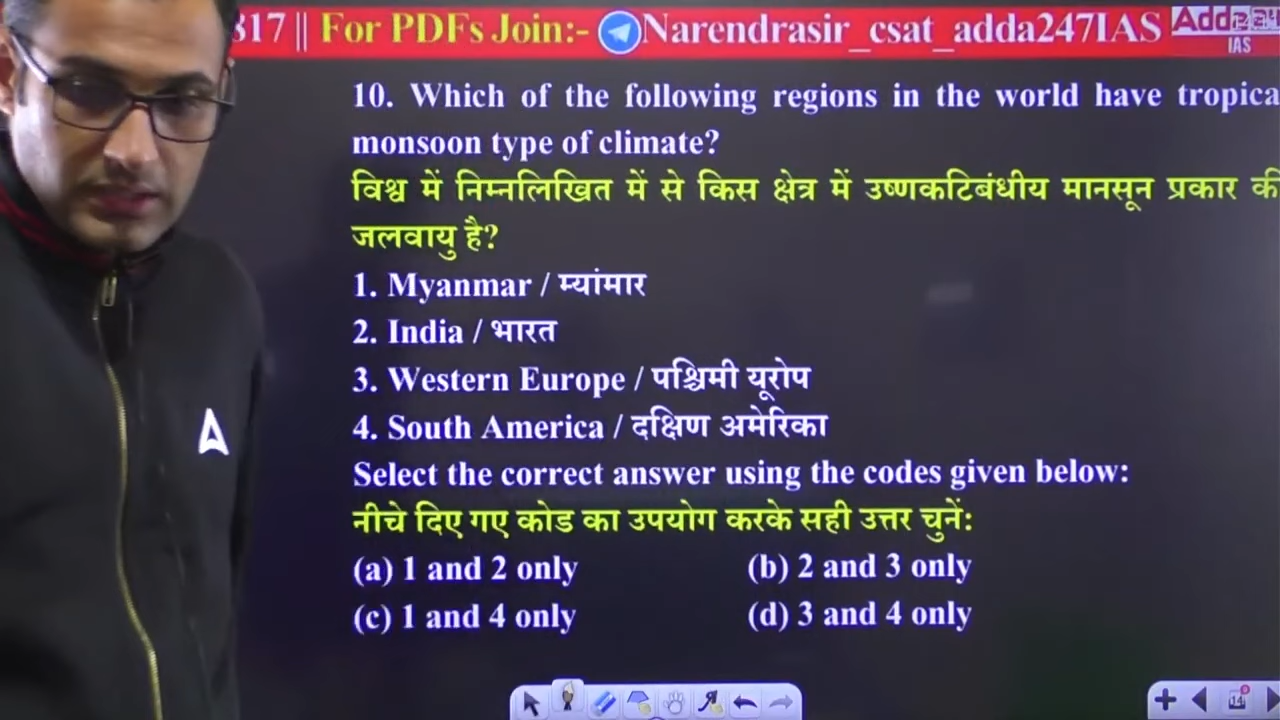 817 || For PDFs Join:- Narendrasir_csat_adda247IAS
IAS
10. Which of the following regions in the world have tropica
monsoon type of climate?
विश्व में निम्नलिखित में से किस क्षेत्र में उष्णकटिबंधीय मानसून प्रकार की
जलवायु है?
1. Myanmar / म्यांमार
2. India / भारत
3. Western Europe / पश्चिमी यूरोप
4. South America / दक्षिण अमेरिका
Select the correct answer using the codes given below:
नीचे दिए गए कोड का उपयोग करके सही उत्तर चुनें:
(a) 1 and 2 only (b) 2 and 3 only
(c) 1 and 4 only (d) 3 and 4 only